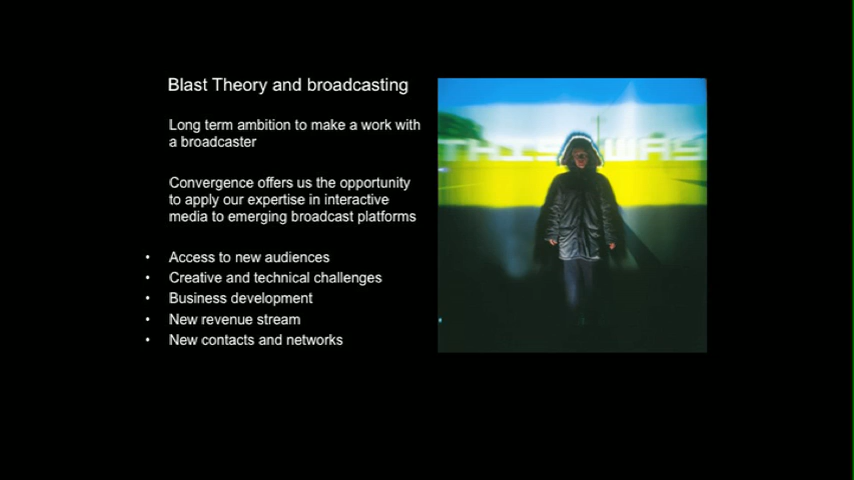 Blast Theory and broadcasting
Long term ambition to make a work with
a broadcaster
Convergence offers us the opportunity
to apply our expertise in interactive
media to emerging broadcast platforms
• Access to new audiences
• Creative and technical challenges
• Business development
• New revenue stream
• New contacts and networks
THIS WAY